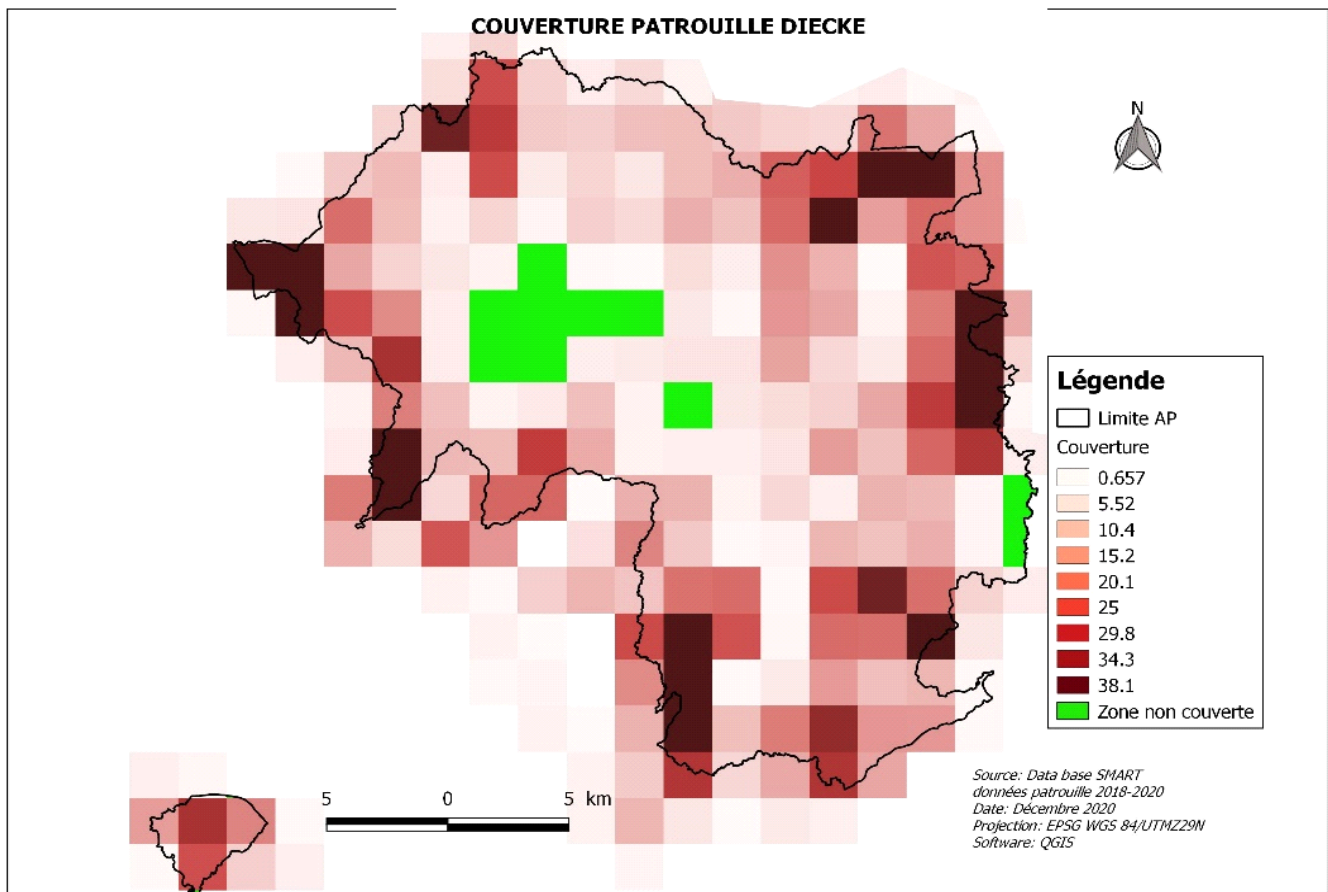 COUVERTURE PATROUILLE DIECKE
N
Légende
Limite AP
Couverture
0.657
5.52
10.4
15.2
20.1
25
29.8
34.3
38.1
Zone non couverte
5 0 5 km
Source: Data base SMART
données patrouille 2018-2020
Date: Décembre 2020
Projection: EPSG WGS 84/UTMZ29N
Software: QGIS